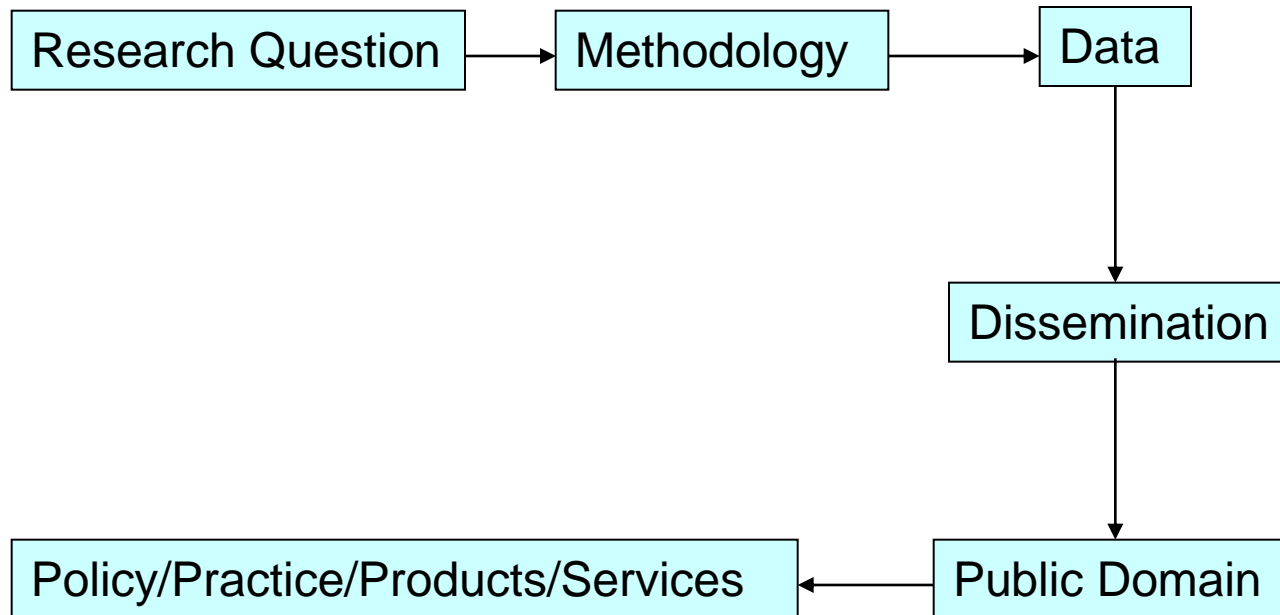 Research Question
Methodology
Data
Dissemination
Public Domain
Policy/Practice/Products/Services